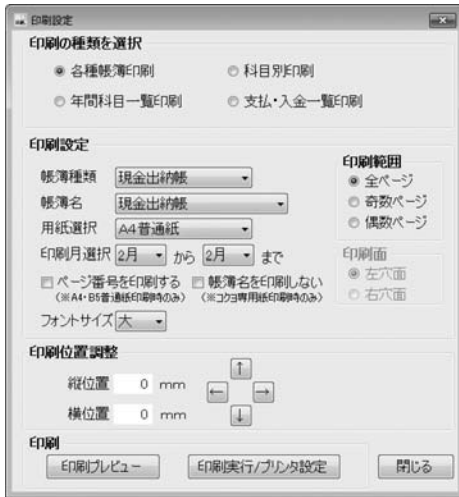 印刷設定
印刷の種類を選択
各種帳簿印刷 科目別印刷
年間科目一覧印刷 支払・入金一覧印刷
印刷設定
帳簿種類 現金出納帳
帳簿名 現金出納帳
用紙選択 A4普通紙
印刷月選択 2月 から 2月 まで
ページ番号を印刷する 帳簿名を印刷しない
(※A4・B5普通紙印刷時のみ) (※コクヨ専用紙印刷時のみ)
フォントサイズ 大
印刷範囲
全ページ
奇数ページ
偶数ページ
印刷面
左穴面
右穴面
印刷位置調整
縦位置 0 mm
横位置 0 mm
↑
← →
↓
印刷
印刷プレビュー 印刷実行/プリンタ設定 閉じる